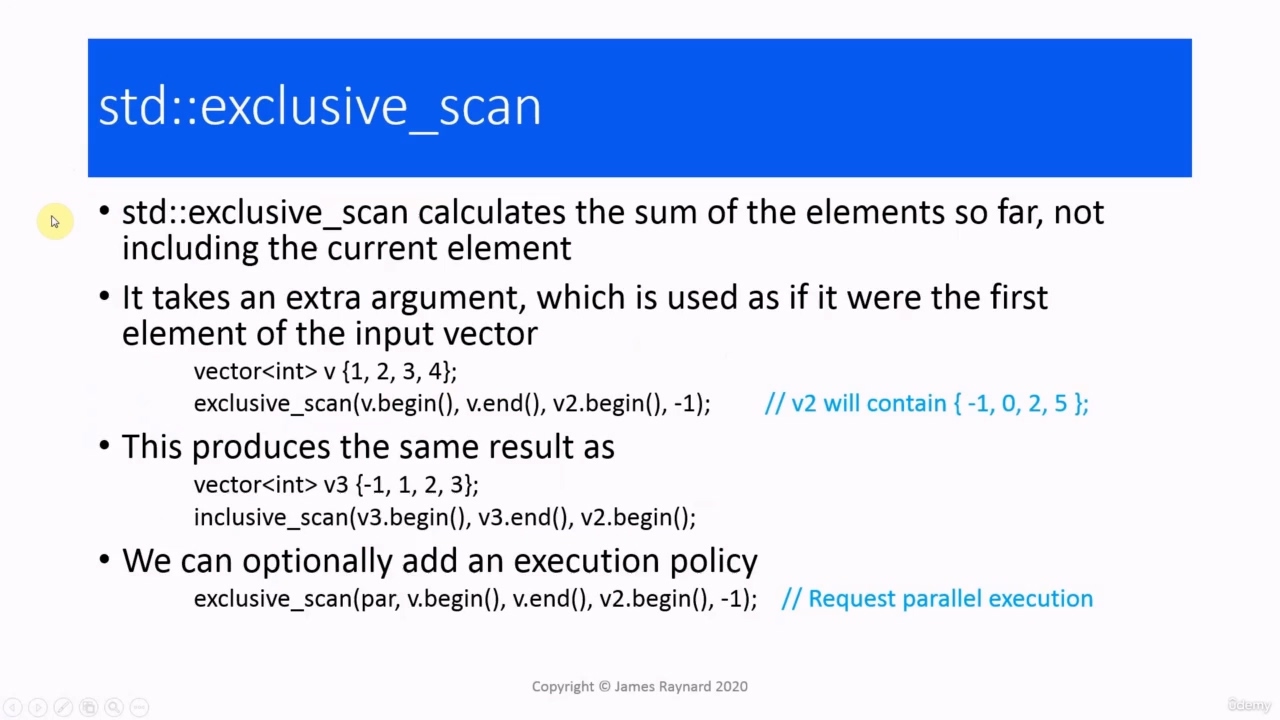 std::exclusive_scan
• std::exclusive_scan calculates the sum of the elements so far, not
including the current element
• It takes an extra argument, which is used as if it were the first
element of the input vector
vector<int> v {1, 2, 3, 4};
exclusive_scan(v.begin(), v.end(), v2.begin(), -1); // v2 will contain { -1, 0, 2, 5 };
• This produces the same result as
vector<int> v3 {-1, 1, 2, 3};
inclusive_scan(v3.begin(), v3.end(), v2.begin();
• We can optionally add an execution policy
exclusive_scan(par, v.begin(), v.end(), v2.begin(), -1); // Request parallel execution
Copyright © James Raynard 2020
ûdemy